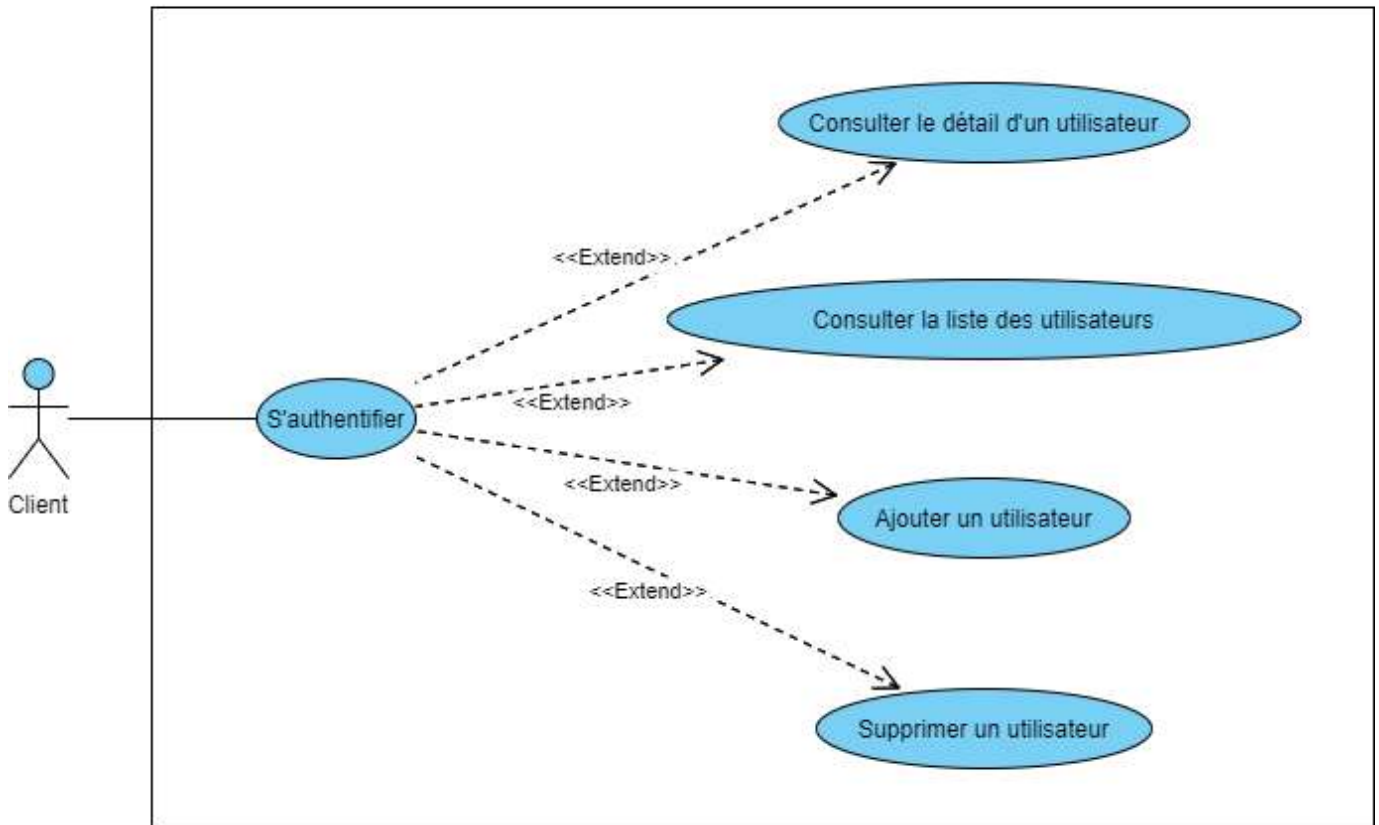 Consulter le détail d'un utilisateur
<<Extend>>
Consulter la liste des utilisateurs
<<Extend>>
S'authentifier
<<Extend>>
Client
Ajouter un utilisateur
<<Extend>>
Supprimer un utilisateur